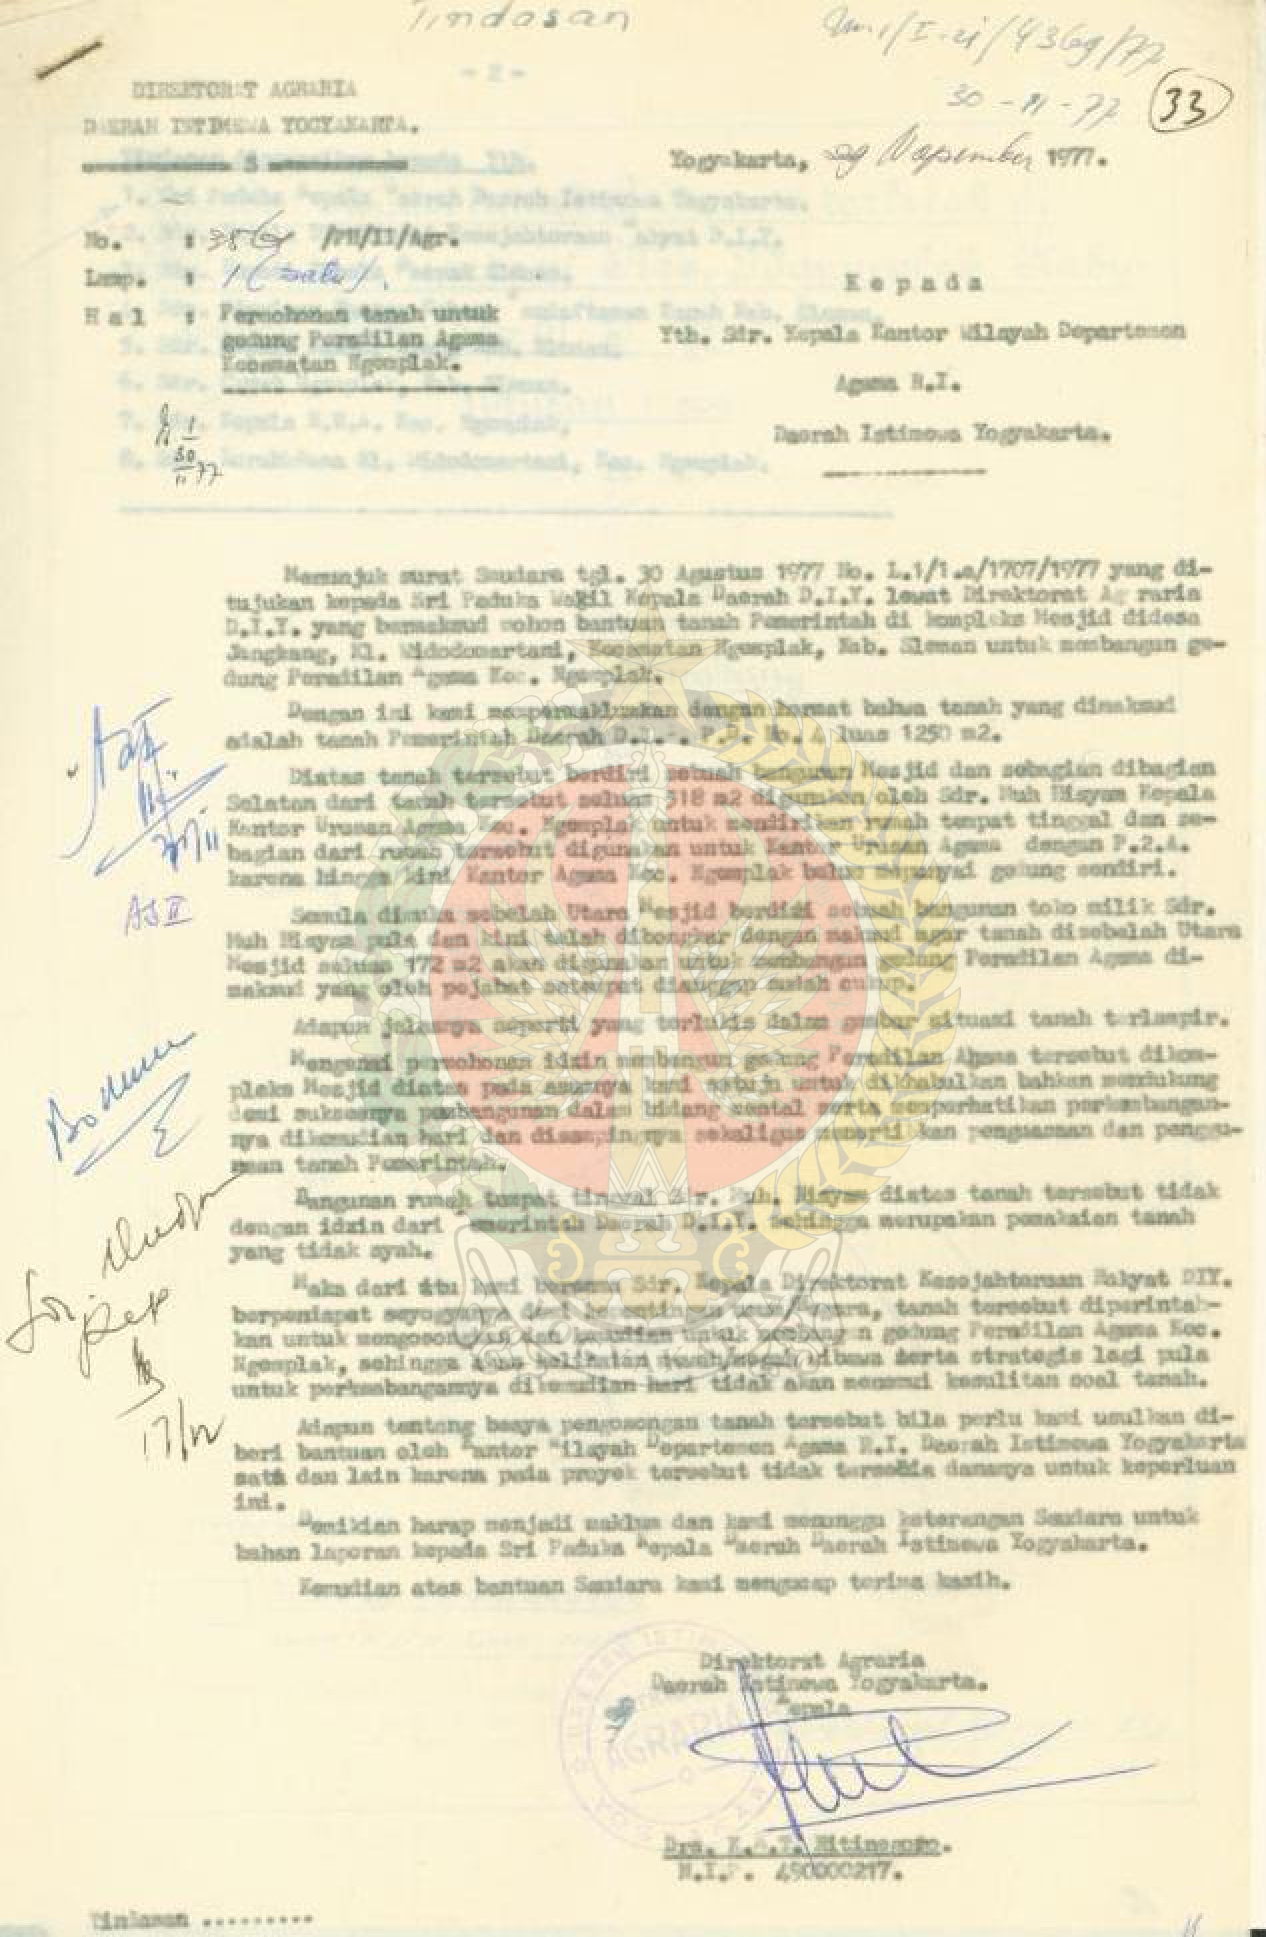 Tindasan
30-11-77
33
DIREKTORAT AGRARIA
DAERAH ISTIMEWA YOGYAKARTA.
Yogyakarta, 29 Nopember 1977.
No. : /PH/II/Agr.
Lamp. : 1 (satu).
H a l : Permohonan tanah untuk
gedung Peradilan Agama
Kecamatan Ngemplak.
K e p a d a
Yth. Sdr. Kepala Kantor Wilayah Departemen
Agama R.I.
Daerah Istimewa Yogyakarta.
Menunjuk surat Saudara tgl. 30 Agustus 1977 No. L.1/1.a/1707/1977 yang di-
tujukan kepada Sri Paduka Wakil Kepala Daerah D.I.Y. lewat Direktorat Ag raria
D.I.Y. yang bermaksud mohon bantuan tanah Pemerintah di kompleks Mesjid didesa
Jangkang, Kl. Widodomartani, Kecamatan Ngemplak, Kab. Sleman untuk membangun ge-
dung Peradilan Agama Kec. Ngemplak.
Dengan ini kami mempermaklumkan dengan hormat bahwa tanah yang dimaksud
adalah tanah Pemerintah Daerah D.I.-. P.D. No. 4 luas 1250 m2.
Diatas tanah tersebut berdiri sebuah bangunan Mesjid dan sebagian dibagian
Selatan dari tanah tersebut seluas 318 m2 digunakan oleh Sdr. Muh Hisyam Kepala
Kantor Urusan Agama Kec. Ngemplak untuk mendirikan rumah tempat tinggal dan se-
bagian dari rumah tersebut digunakan untuk Kantor Urusan Agama dengan P.2.A.
karena hingga kini Kantor Agama Kec. Ngemplak belum mepunyai gedung sendiri.
Semula dimuka sebelah Utara Mesjid berdidi sebuah bangunan toko milik Sdr.
Muh Hisyam pula dan kini telah dibongkar dengan maksud agar tanah disebelah Utara
Mesjid seluas 172 m2 akan digunakan untuk membangun gedung Peradilan Agama di-
maksud yang oleh pejabat setempat dianggap sudah cukup.
Adapun jelasnya seperti yang terlukis dalam gambar situasi tanah terlampir.
Mengenai permohonan idzin membangun gedung Peradilan Agama tersebut dikom-
pleks Mesjid diatas pada asasnya kami setuju untuk dikhabulkan bahkan mendukung
demi suksesnya pembangunan dalam bidang mental serta memperhatikan perkembangan-
nya dikemudian hari dan disampingnya sekaligus menertibkan penguasaan dan penggu-
naan tanah Pemerintah.
Bangunan rumah tempat tinggal Sdr. Muh. Hisyam diatas tanah tersebut tidak
dengan idzin dari Pemerintah Daerah D.I.Y. sehingga merupakan pemakaian tanah
yang tidak syah.
Maka dari itu kami bersama Sdr. Kepala Direktorat Kesejahteraan Rakyat DIY.
berpendapat seyogyanya demi kepentingan umum/Negara, tanah tersebut diperintah-
kan untuk mengosongkan dan kemudian untuk membangun gedung Peradilan Agama Kec.
Ngemplak, sehingga akan kelihatan mewah/megah wibawa serta strategis lagi pula
untuk perkembangannya dikemudian hari tidak akan menemui kesulitan soal tanah.
Adapun tentang beaya pengosongan tanah tersebut bila perlu kami usulkan di-
beri bantuan oleh Kantor Wilayah Departemen Agama R.I. Daerah Istimewa Yogyakarta
satu dan lain karena pada proyek tersebut tidak tersedia dananya untuk keperluan
ini.
Demikian harap menjadi maklum dan kami menunggu keterangan Saudara untuk
bahan laporan kepada Sri Paduka Kepala Daerah Daerah Istimewa Yogyakarta.
Kemudian atas bantuan Saudara kami mengucap terima kasih.
AJ II
17/12
Direktorat Agraria
Daerah Istimewa Yogyakarta.
Kepala
AGRARIA
Drs. K.R.T.
N.I.P. 490000217.
Tindasan .........